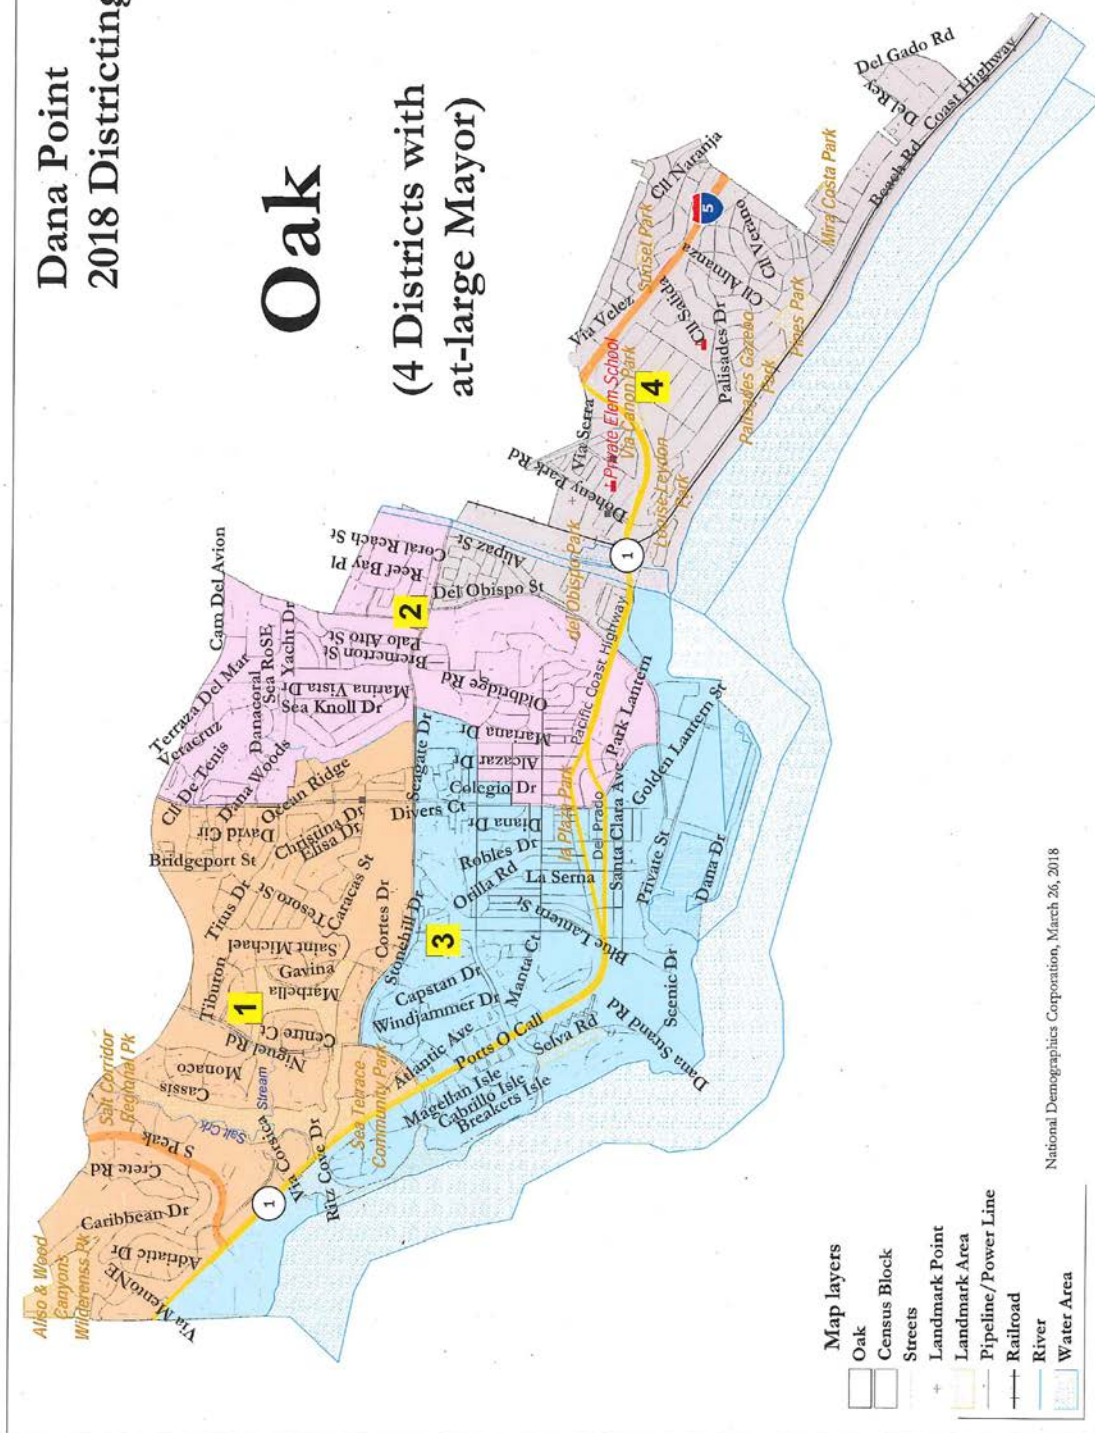 Dana Point
2018 Districting
Oak
(4 Districts with
at-large Mayor)
Aliso & Wood
Canyons
Wilderenss Pk
Via MentoNE
Adriatic Dr
Caribbean Dr
Crete Rd
S Peak
Salt Corridor
Regional Pk
Salt Crk
Stream
Cassis
Monaco
Niguel Rd
Via Corsica
Ritz Cove Dr
Sea Terrace
Community Park
Centre Ct
Marbella
Gavina
Saint Michael
Tiburon
Titus Dr
Tesoro St
Caracas St
Cortes Dr
Bridgeport St
David Cir
Christina Dr
Elisa Dr
Ocean Ridge
Dana Woods
Cll De Tenis
Veracruz
Terraza Del Mar
Danacoral
Sea RoSE
Yacht Dr
Cam Del Avion
Marina Vista Dr
Sea Knoll Dr
Bremerton St
Palo Alto St
Reef Bay Pl
Coral Reach St
Alipaz St
Del Obispo St
del Obispo Park
Oldbridge Rd
Mariana Dr
Alcazar Dr
Colegio Dr
Seagate Dr
Divers Ct
Diana Dr
Robles Dr
Orilla Rd
La Serna
Stonehill Dr
Blue Lantern St
Manta Ct
Capstan Dr
Windjammer Dr
Atlantic Ave
Ports O Call
Selva Rd
Magellan Isle
Cabrillo Isle
Breakers Isle
Dana Strand Rd
Scenic Dr
Dana Dr
Private St
Golden Lantern St
Santa Clara Ave
Del Prado
la Plaza Park
Park Lantern
Pacific Coast Highway
Doheny Park Rd
Via Serra
Private Elem School
Via Canon Park
Louise Leydon
Park
Via Velez
Sunset Park
Cll Naranja
Cll Salida
Cll Almanza
Cll Verano
Palisades Dr
Palisades Gazebo
Park
Pines Park
Mira Costa Park
Beach Rd
Coast Highway
Del Rey
Del Gado Rd
1
2
3
4
1
1
5
Map layers
Oak
Census Block
Streets
Landmark Point
Landmark Area
Pipeline/Power Line
Railroad
River
Water Area
National Demographics Corporation, March 26, 2018